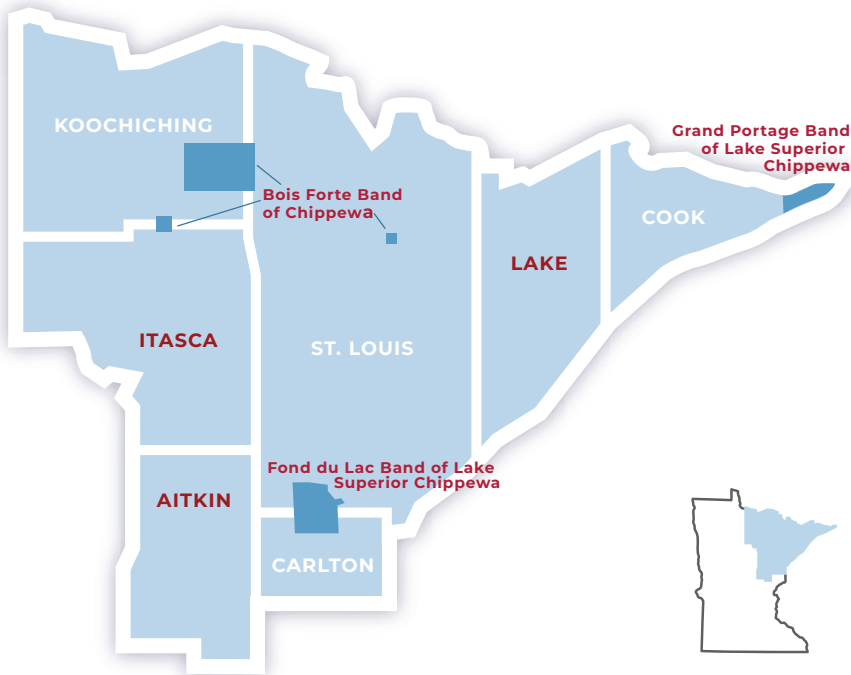 KOOCHICHING
Grand Portage Band
of Lake Superior
Chippewa
Bois Forte Band
of Chippewa
COOK
LAKE
ITASCA
ST. LOUIS
Fond du Lac Band of Lake
Superior Chippewa
AITKIN
CARLTON